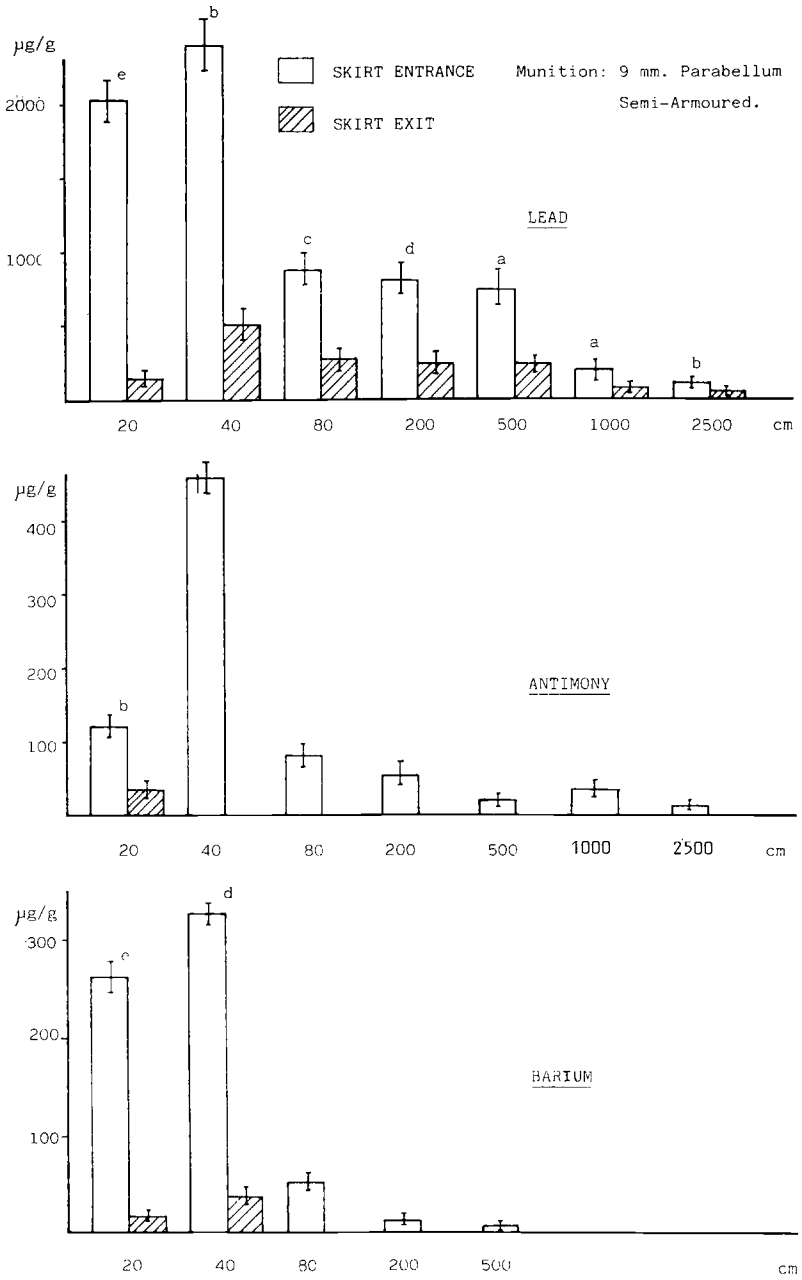 µg/g
e
b
SKIRT ENTRANCE
Munition: 9 mm. Parabellum
Semi-Armoured.
SKIRT EXIT
2000
LEAD
1000
c
d
a
a
b
20 40 80 200 500 1000 2500 cm
µg/g
400
300
200
ANTIMONY
100
b
20 40 80 200 500 1000 2500 cm
µg/g
d
300
200
BARIUM
100
20 40 80 200 500 cm